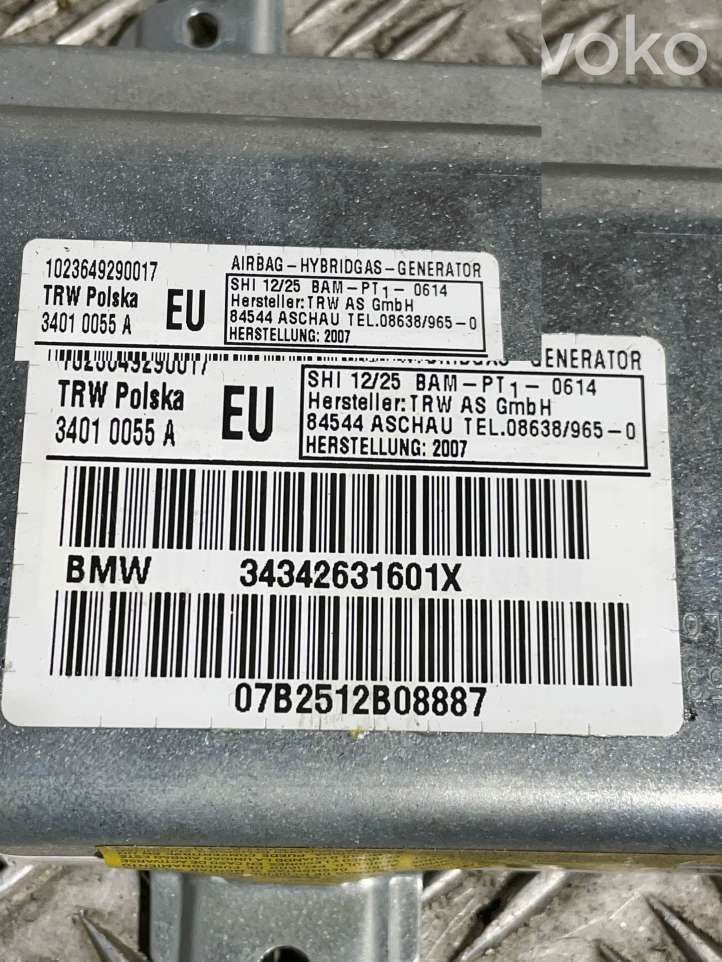 voko
1023649290017
TRW Polska
3401 0055 A
EU
AIRBAG-HYBRIDGAS-GENERATOR
SHI 12/25 BAM-PT1- 0614
Hersteller:TRW AS GmbH
84544 ASCHAU TEL.08638/965-0
HERSTELLUNG: 2007
GENERATOR
TRW Polska
3401 0055 A
EU
SHI 12/25 BAM-PT1- 0614
Hersteller:TRW AS GmbH
84544 ASCHAU TEL.08638/965-0
HERSTELLUNG: 2007
BMW 34342631601X
07B2512B08887